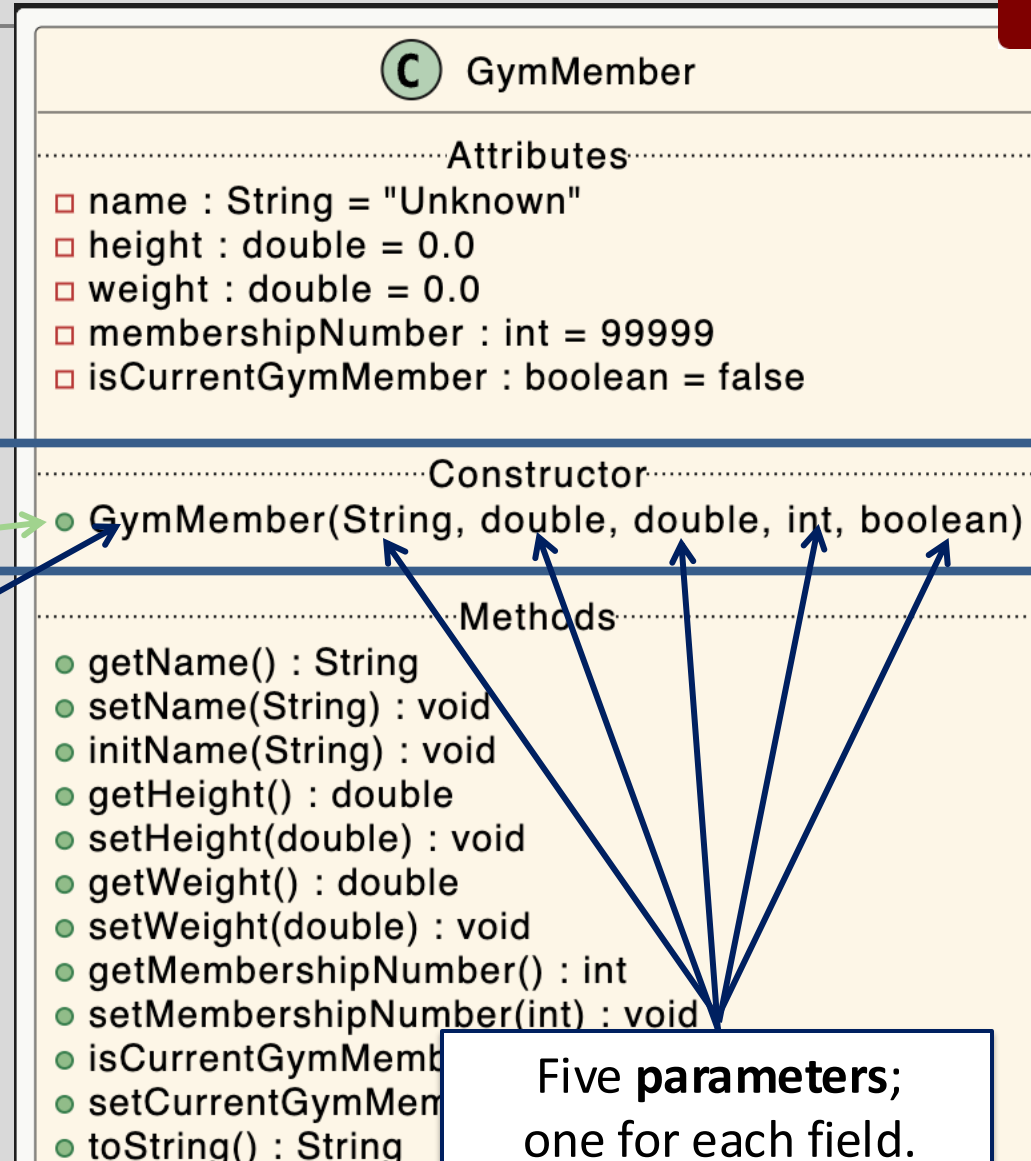 C GymMember
Attributes
name : String = "Unknown"
height : double = 0.0
weight : double = 0.0
membershipNumber : int = 99999
isCurrentGymMember : boolean = false
Constructor
GymMember(String, double, double, int, boolean)
Methods
getName() : String
setName(String) : void
initName(String) : void
getHeight() : double
setHeight(double) : void
getWeight() : double
setWeight(double) : void
getMembershipNumber() : int
setMembershipNumber(int) : void
isCurrentGymMemb
setCurrentGymMem
toString() : String
Five parameters;
one for each field.